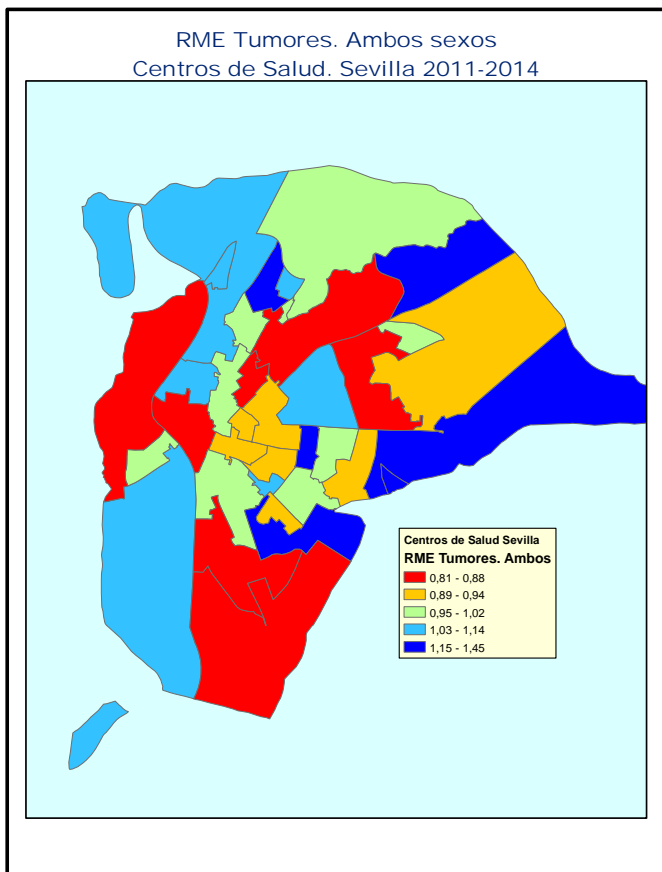 RME Tumores. Ambos sexos
Centros de Salud. Sevilla 2011-2014
Centros de Salud Sevilla
RME Tumores. Ambos
0,81 - 0,88
0,89 - 0,94
0,95 - 1,02
1,03 - 1,14
1,15 - 1,45